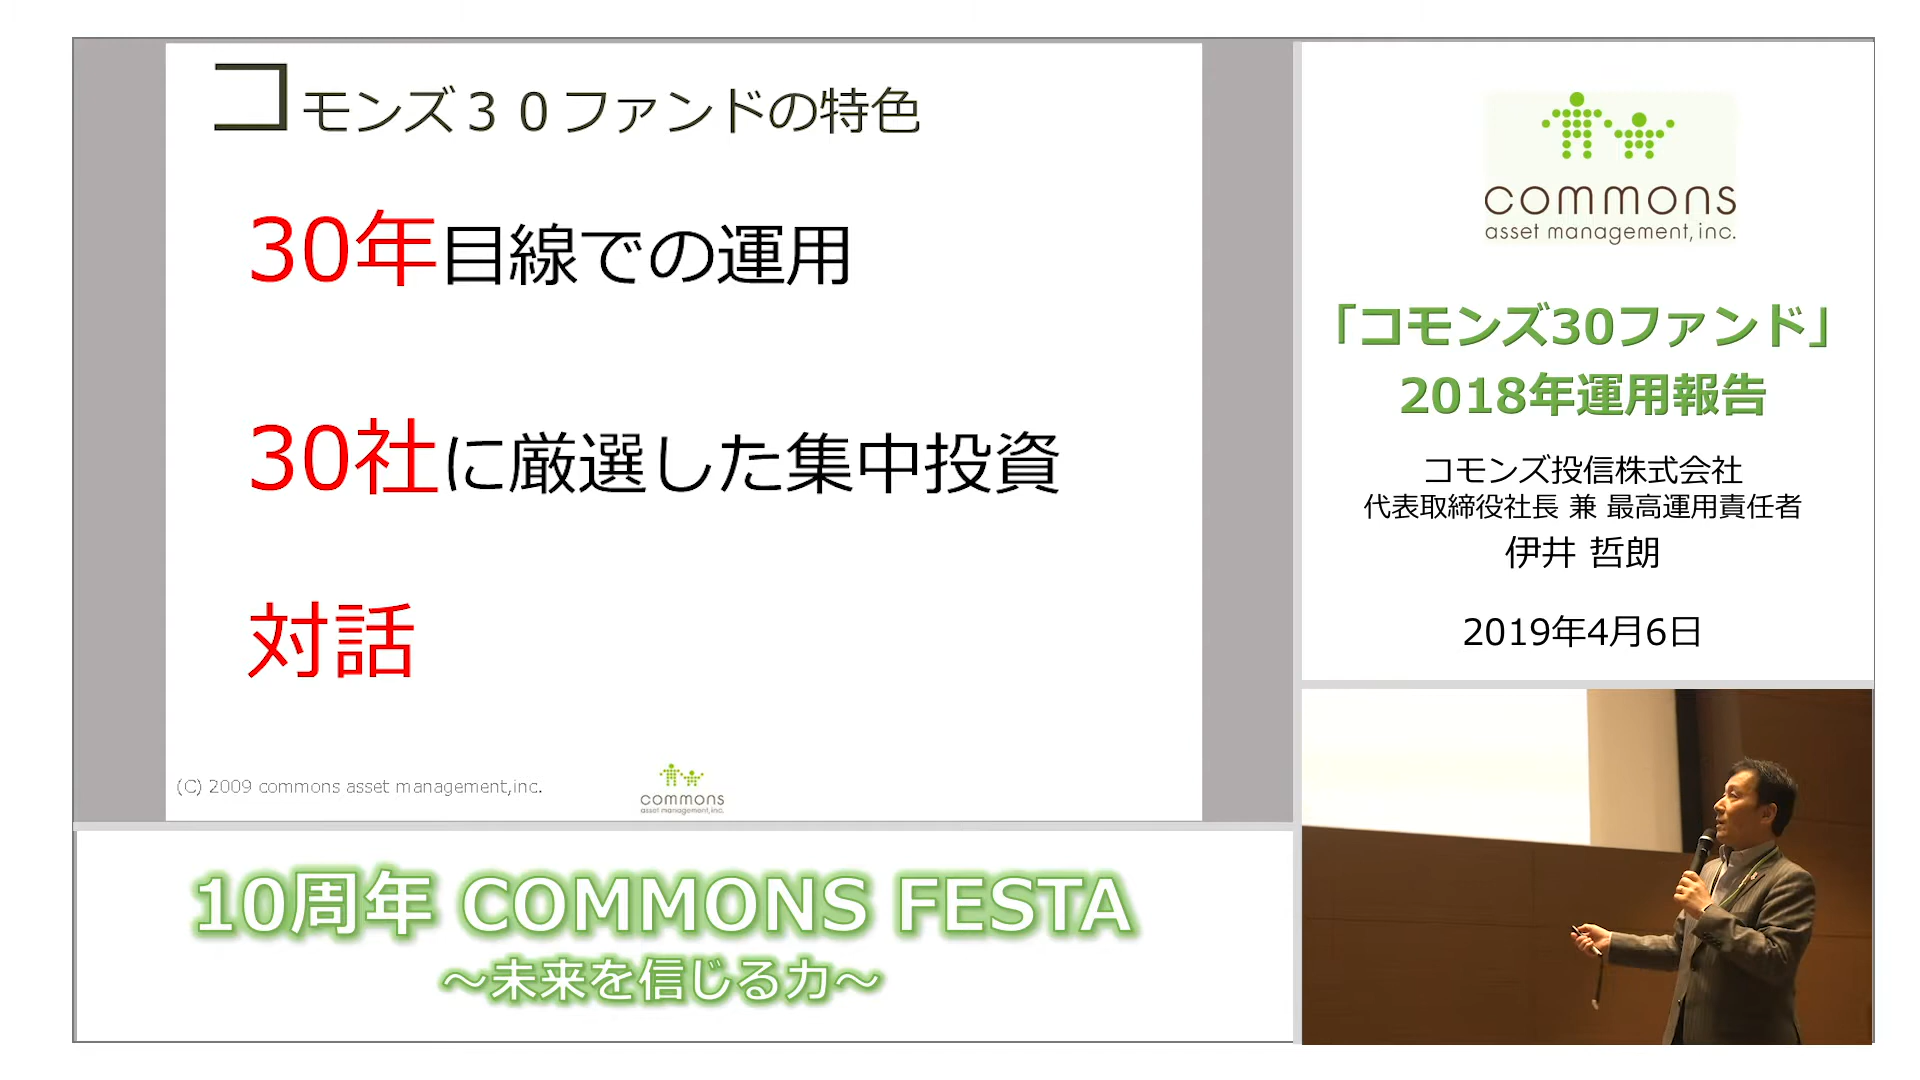 コモンズ３０ファンドの特色
30年目線での運用
30社に厳選した集中投資
対話
(C) 2009 commons asset management,inc.
commons
asset management,inc.
commons
asset management, inc.
「コモンズ30ファンド」
2018年運用報告
コモンズ投信株式会社
代表取締役社長 兼 最高運用責任者
伊井 哲朗
2019年4月6日
10周年 COMMONS FESTA
～未来を信じる力～